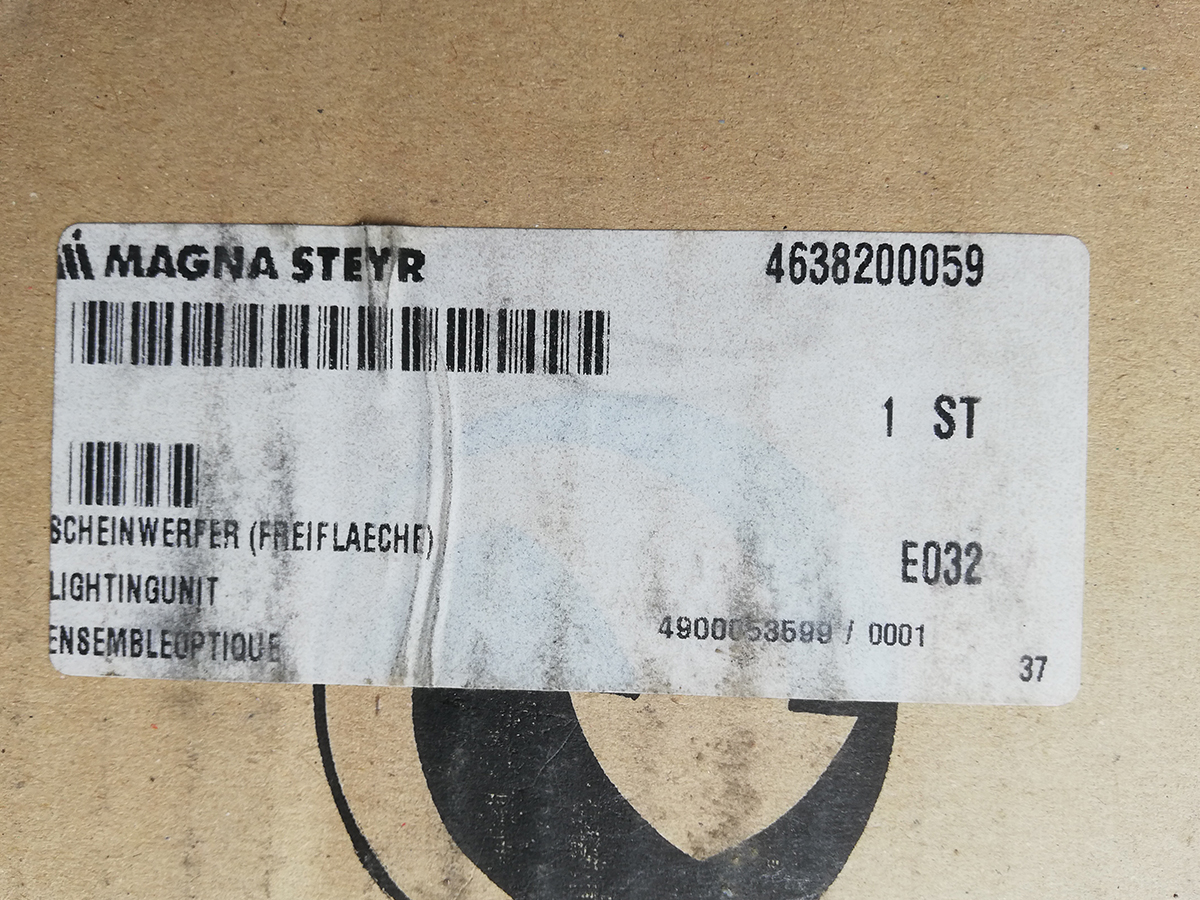 MAGNA STEYR
4638200059
1 ST
SCHEINWERFER (FREIFLAECHE)
E032
LIGHTINGUNIT
4900053599 / 0001
ENSEMBLEOPTIQUE
37